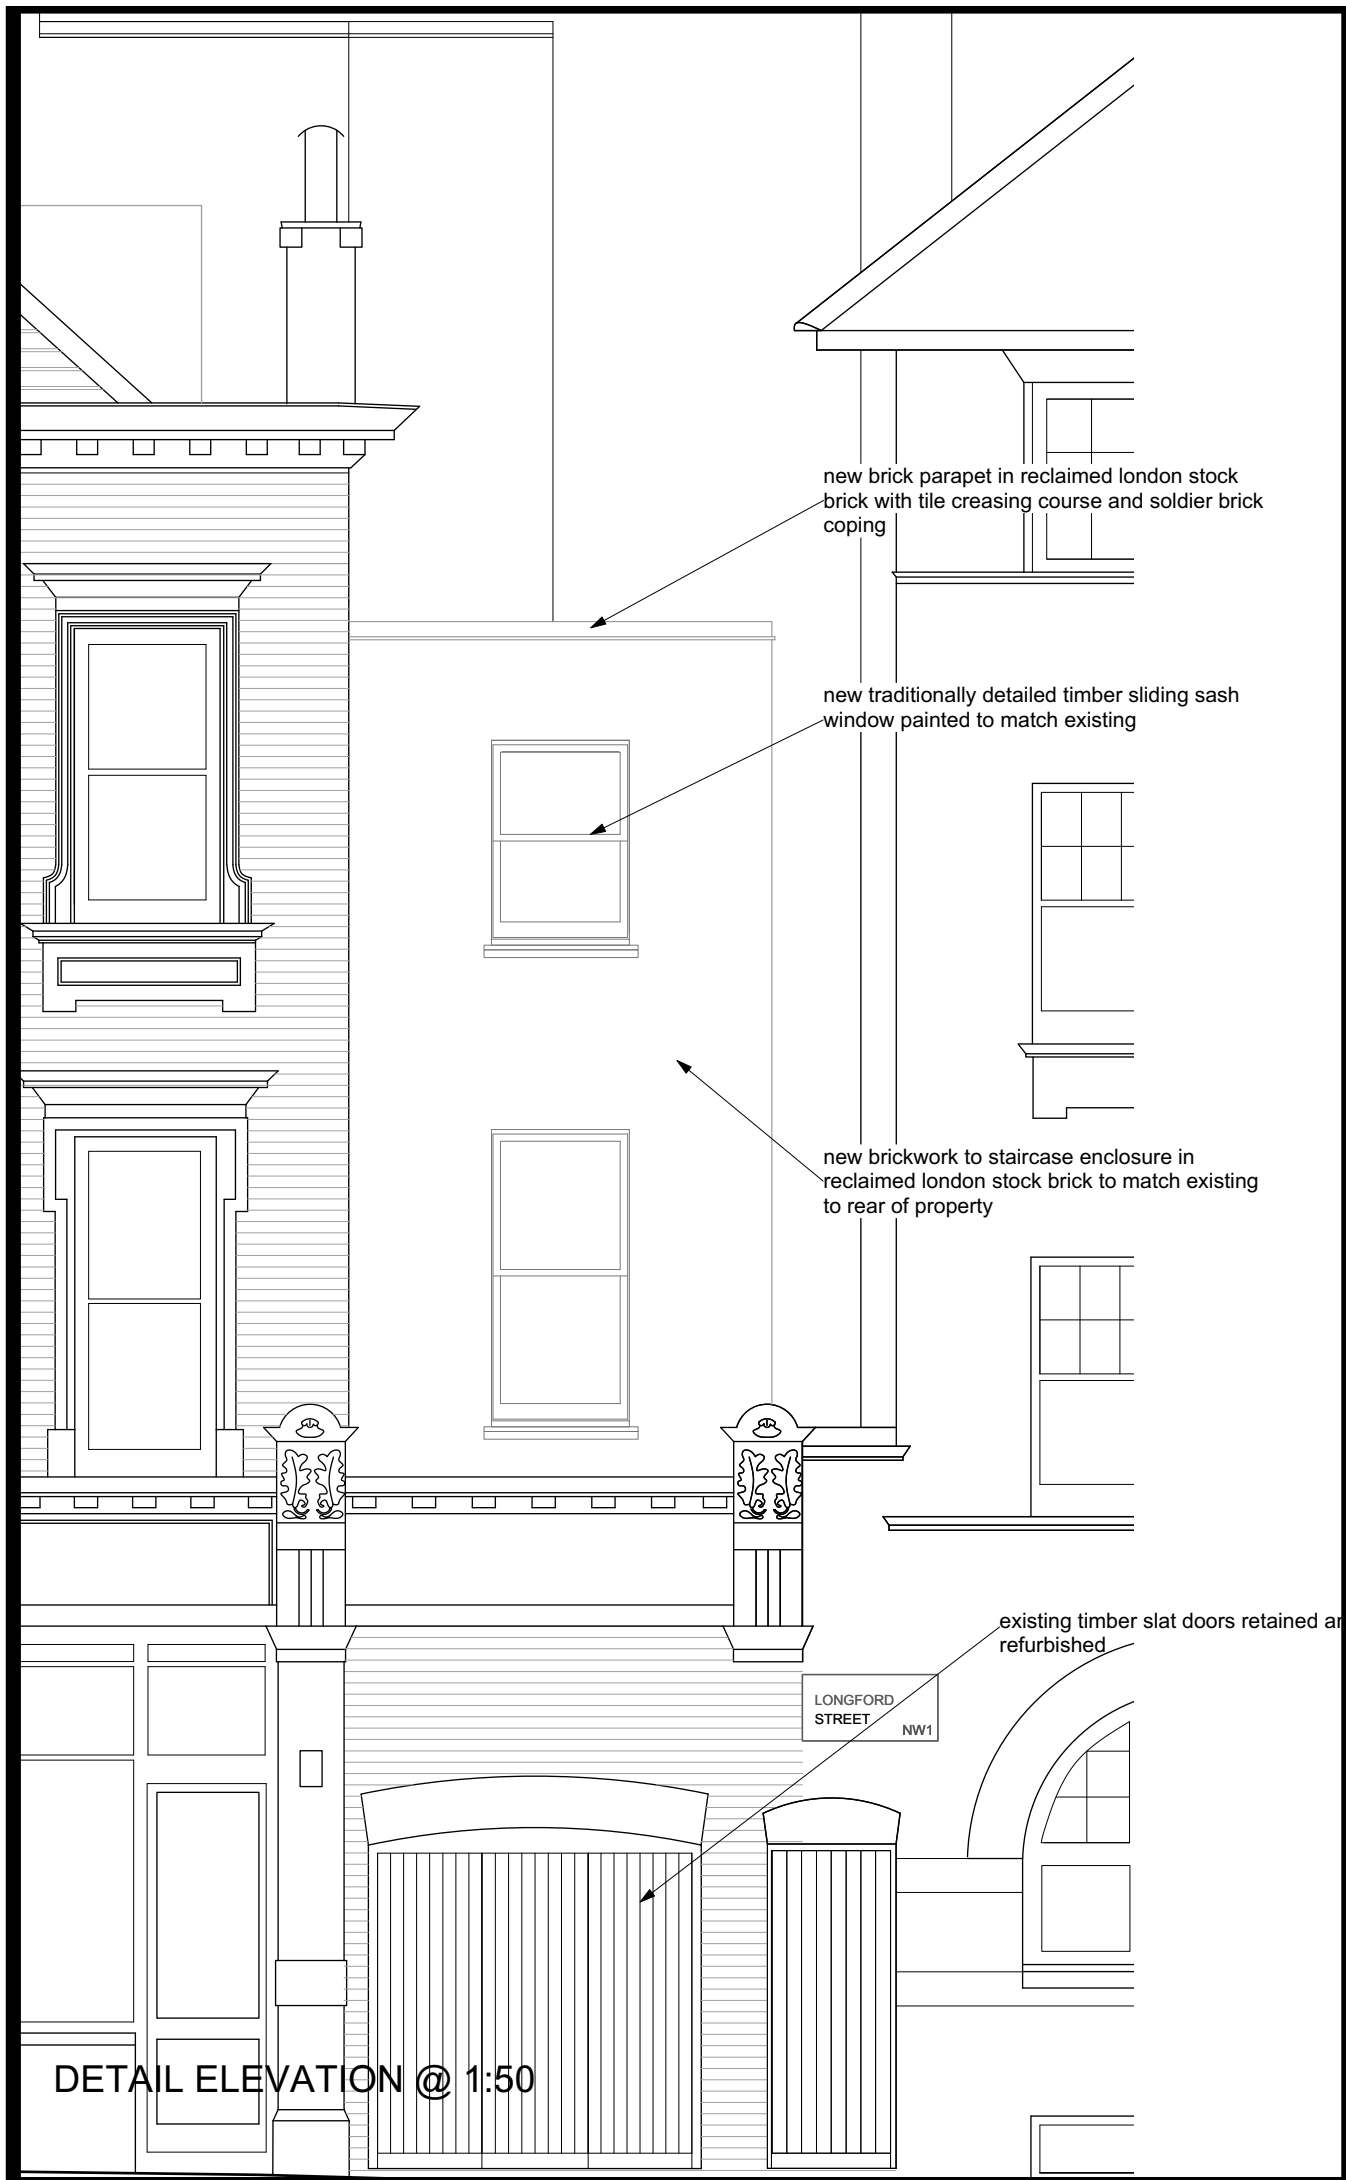 new brick parapet in reclaimed london stock
brick with tile creasing course and soldier brick
coping
new traditionally detailed timber sliding sash
window painted to match existing
new brickwork to staircase enclosure in
reclaimed london stock brick to match existing
to rear of property
existing timber slat doors retained
refurbished
LONGFORD
STREET
NW1
DETAIL ELEVATION @ 1:50